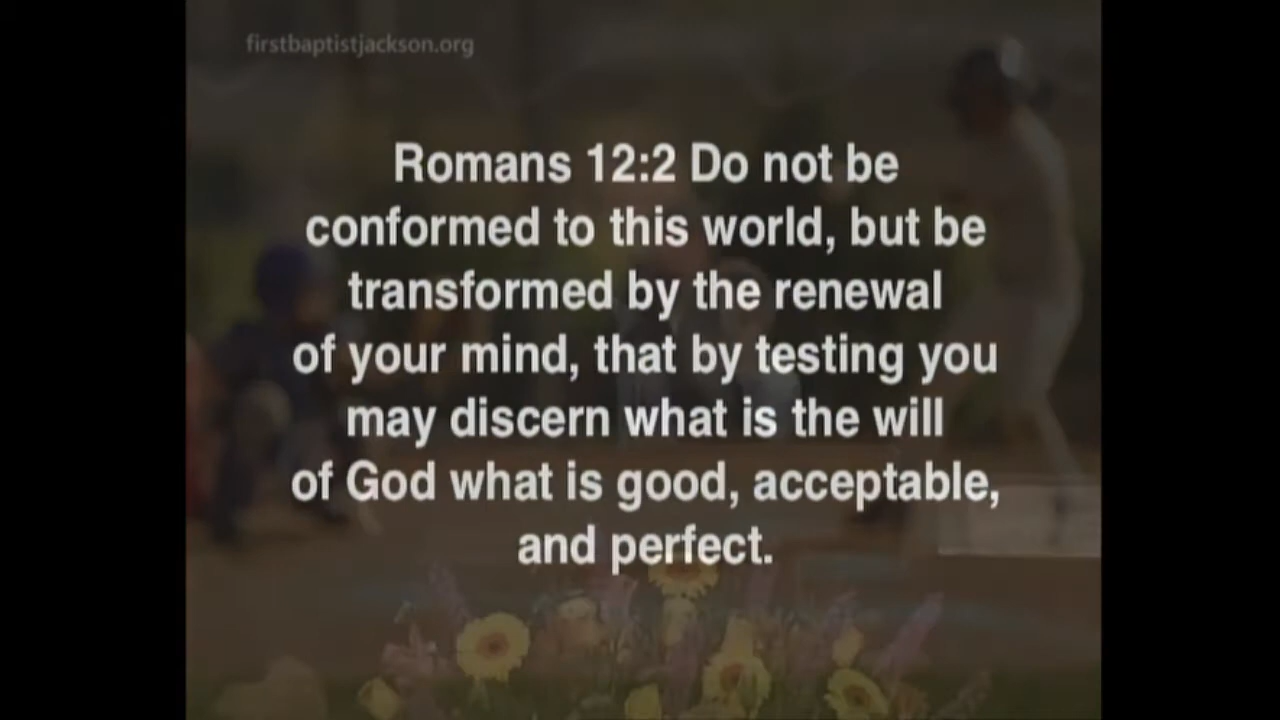 firstbaptistjackson.org
Romans 12:2 Do not be
conformed to this world, but be
transformed by the renewal
of your mind, that by testing you
may discern what is the will
of God what is good, acceptable,
and perfect.